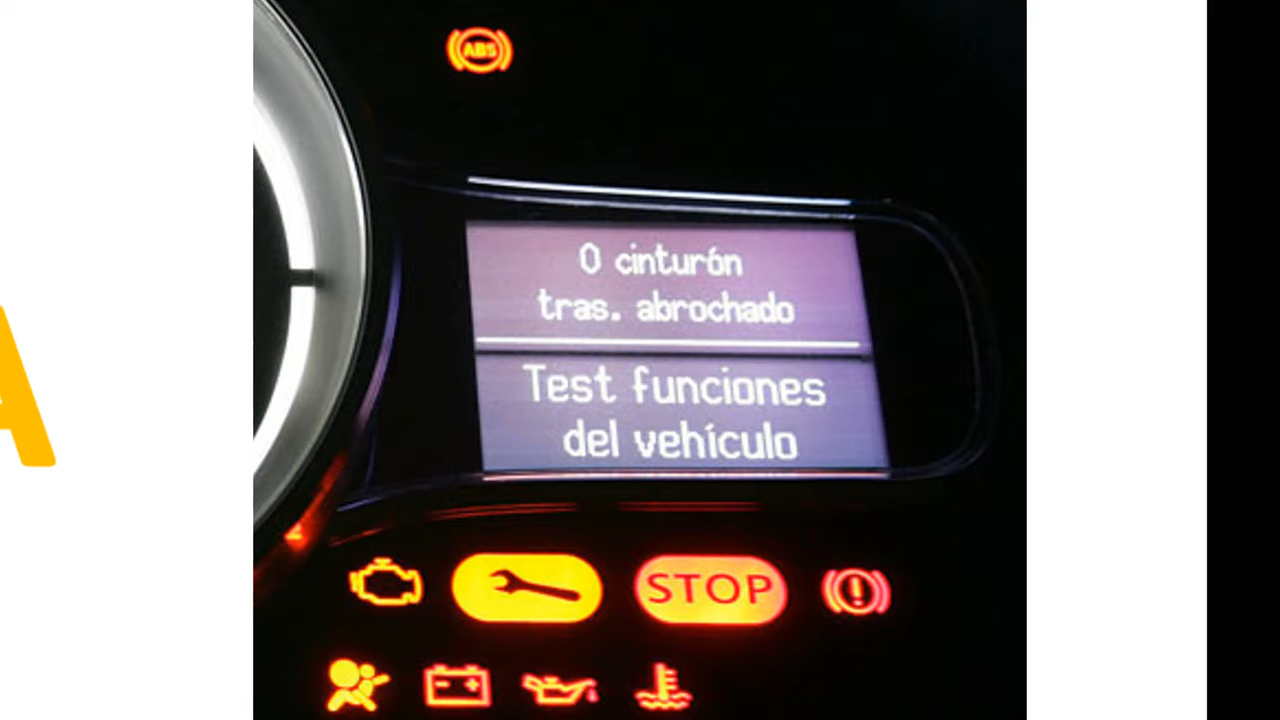 ABS
0 cinturón
tras. abrochado
Test funciones
del vehículo
STOP
A